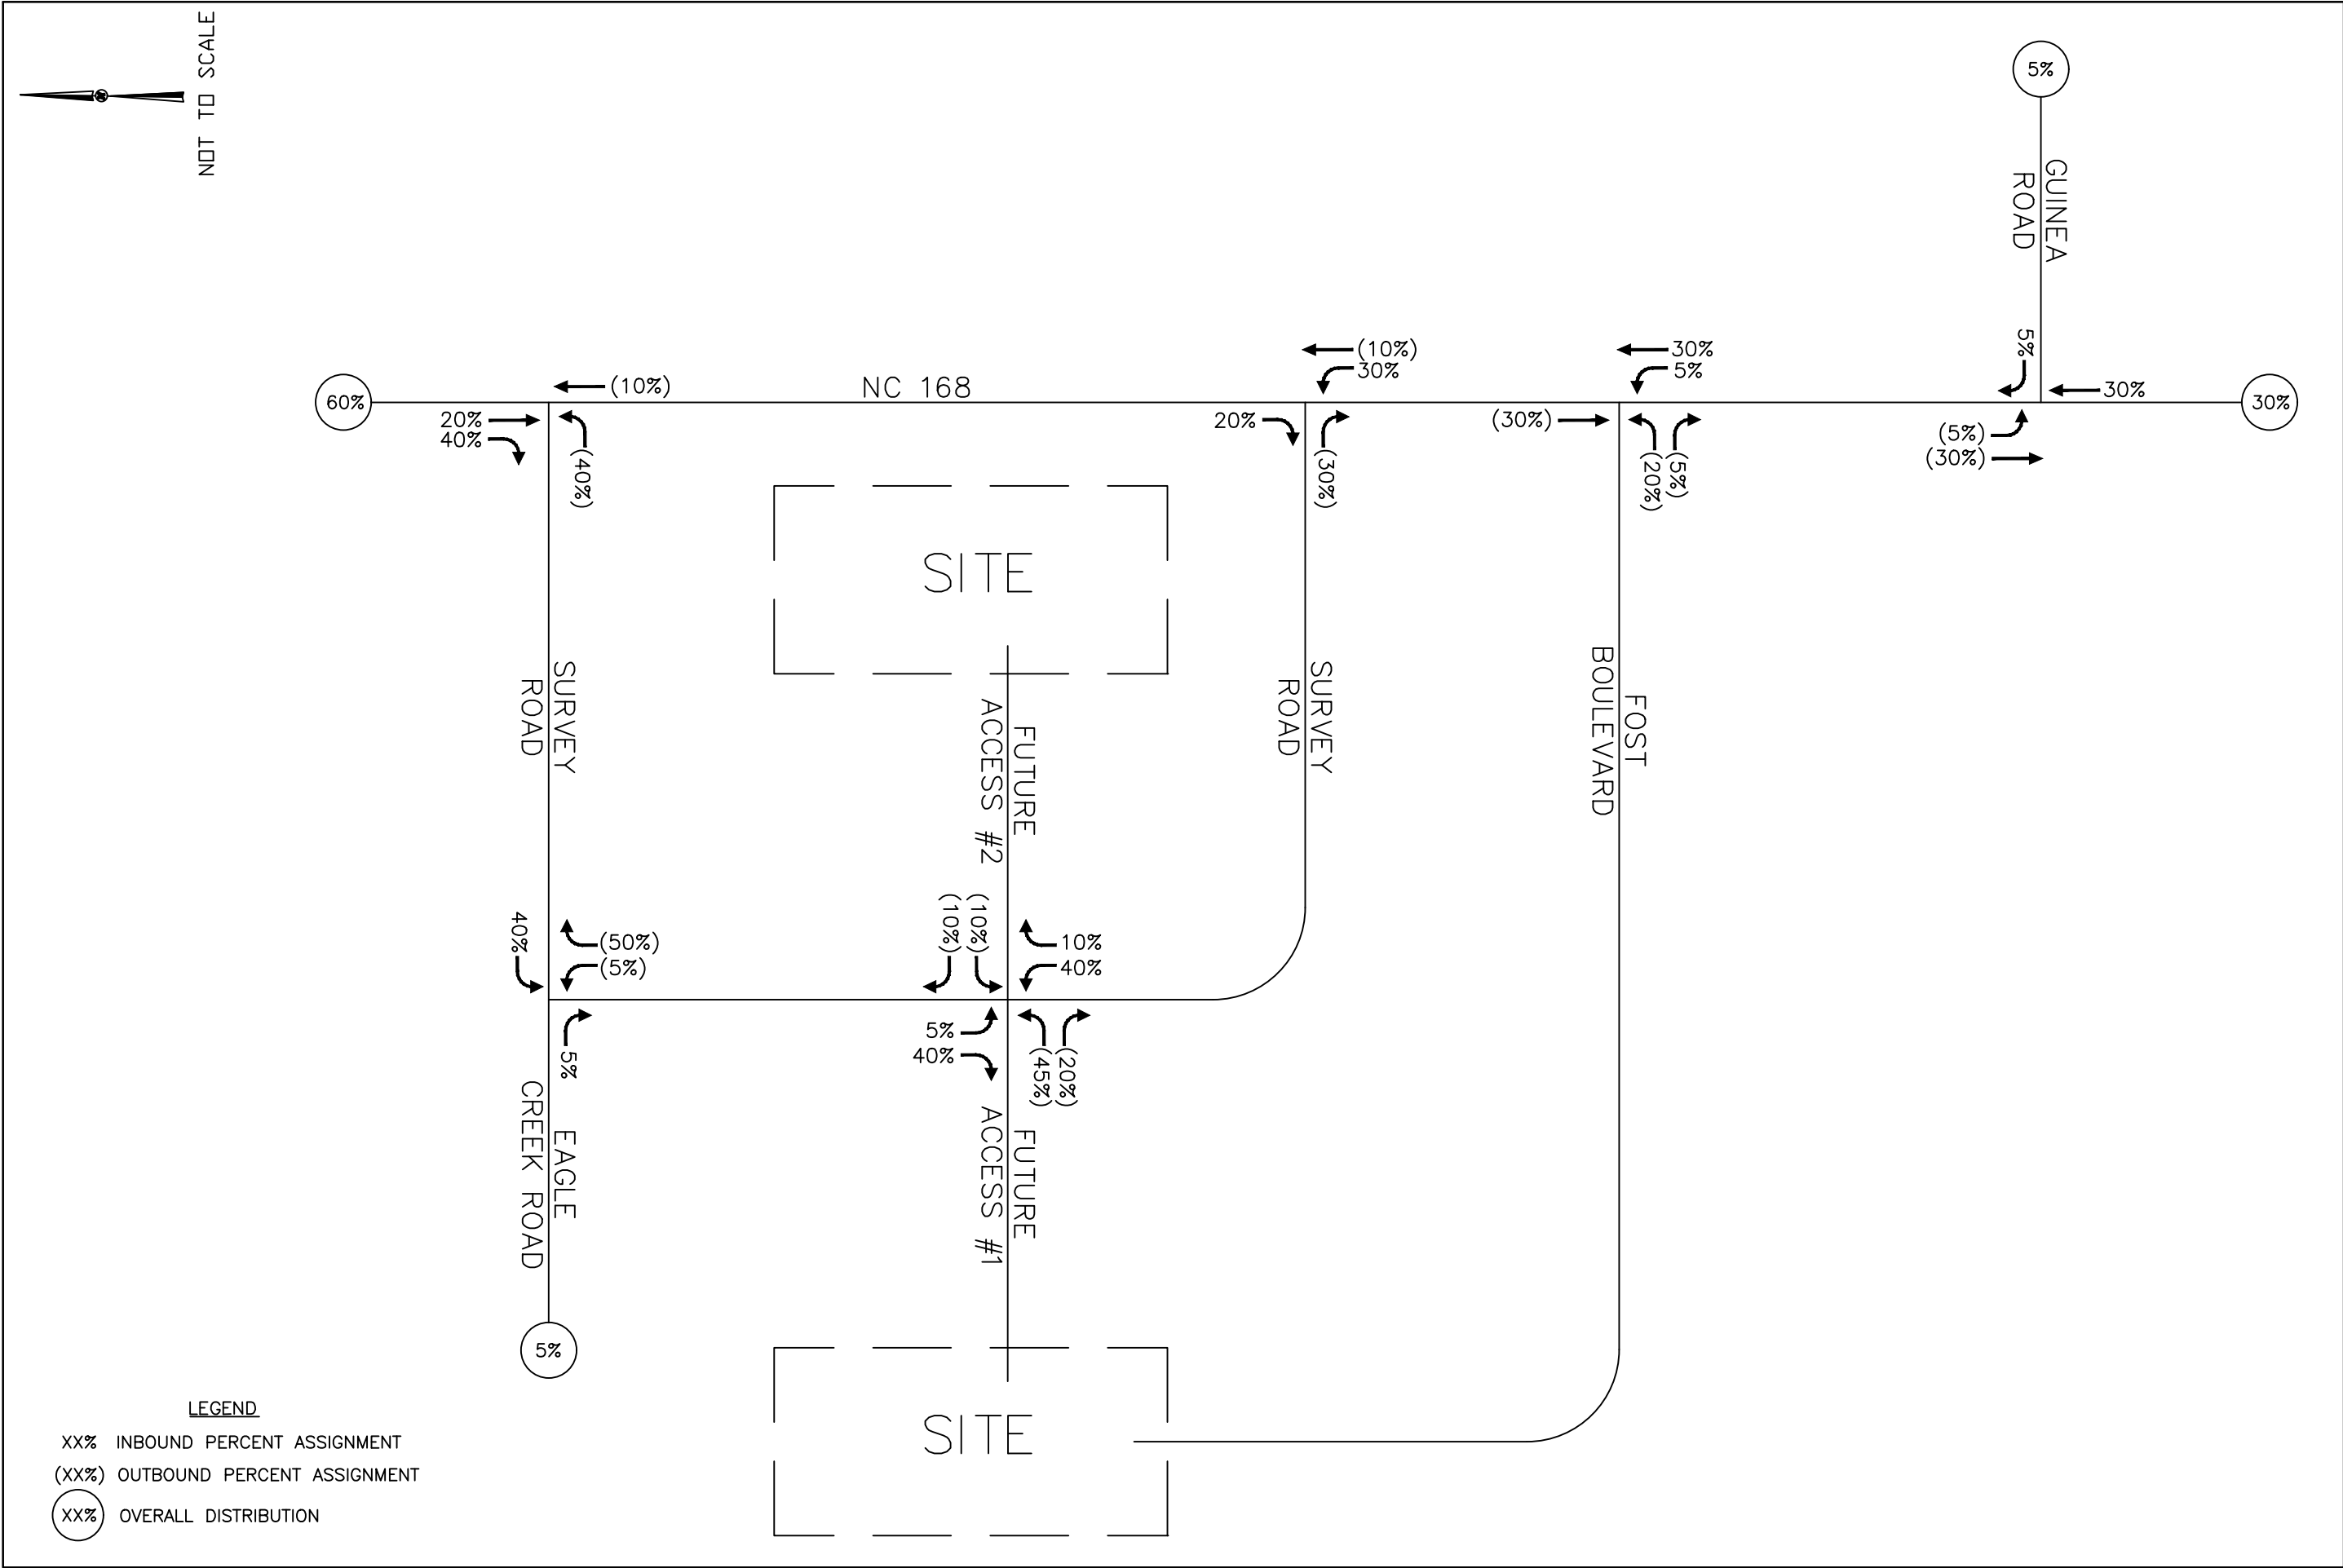 NOT TO SCALE
5%
GUINEA
ROAD
5%
30%
30%
(5%)
(30%)
30%
5%
(30%)
(20%)
(5%)
(10%)
30%
20%
(30%)
NC 168
(10%)
60%
20%
40%
(40%)
SITE
SURVEY
ROAD
FUTURE
ACCESS #2
SURVEY
ROAD
FOST
BOULEVARD
40%
(50%)
(5%)
5%
(10%)
(10%)
10%
40%
5%
40%
(45%)
(20%)
EAGLE
CREEK ROAD
FUTURE
ACCESS #1
5%
SITE
LEGEND
XX% INBOUND PERCENT ASSIGNMENT
(XX%) OUTBOUND PERCENT ASSIGNMENT
XX% OVERALL DISTRIBUTION